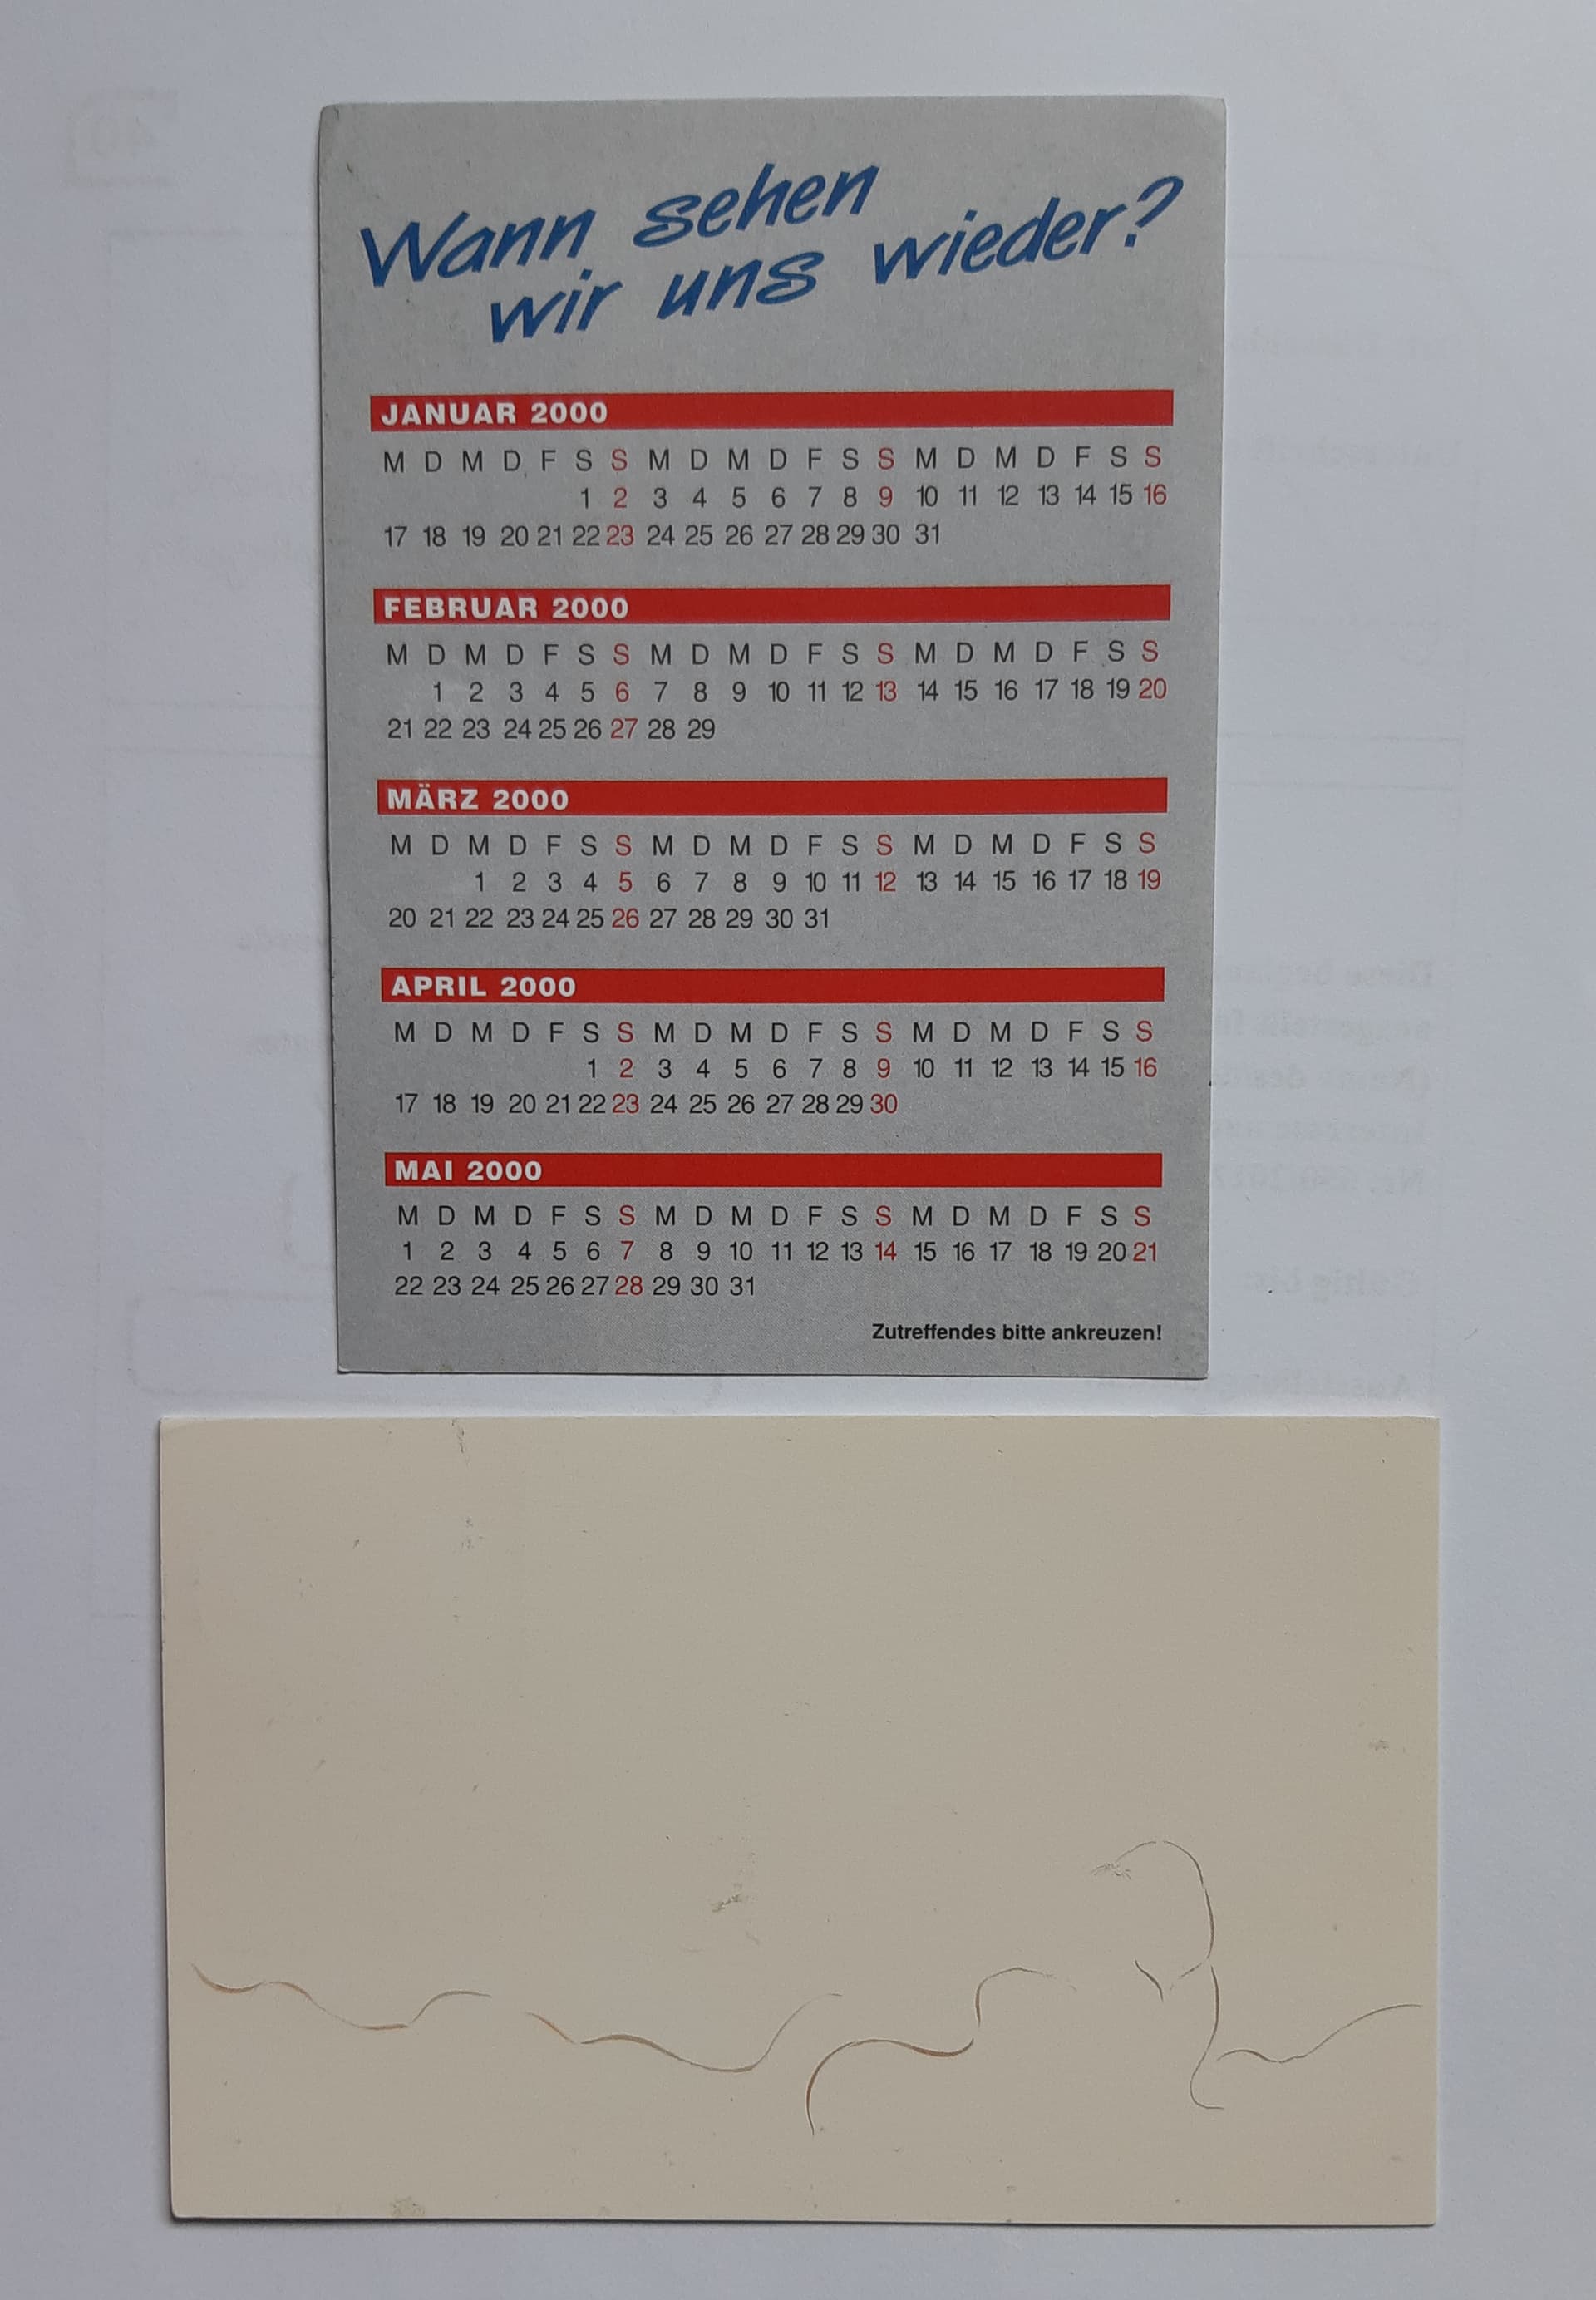 Wann sehen
wir uns wieder?
JANUAR 2000
M D M D F S S M D M D F S S M D M D F S S
1 2 3 4 5 6 7 8 9 10 11 12 13 14 15 16
17 18 19 20 21 22 23 24 25 26 27 28 29 30 31
FEBRUAR 2000
M D M D F S S M D M D F S S M D M D F S S
1 2 3 4 5 6 7 8 9 10 11 12 13 14 15 16 17 18 19 20
21 22 23 24 25 26 27 28 29
MÄRZ 2000
M D M D F S S M D M D F S S M D M D F S S
1 2 3 4 5 6 7 8 9 10 11 12 13 14 15 16 17 18 19
20 21 22 23 24 25 26 27 28 29 30 31
APRIL 2000
M D M D F S S M D M D F S S M D M D F S S
1 2 3 4 5 6 7 8 9 10 11 12 13 14 15 16
17 18 19 20 21 22 23 24 25 26 27 28 29 30
MAI 2000
M D M D F S S M D M D F S S M D M D F S S
1 2 3 4 5 6 7 8 9 10 11 12 13 14 15 16 17 18 19 20 21
22 23 24 25 26 27 28 29 30 31
Zutreffendes bitte ankreuzen!